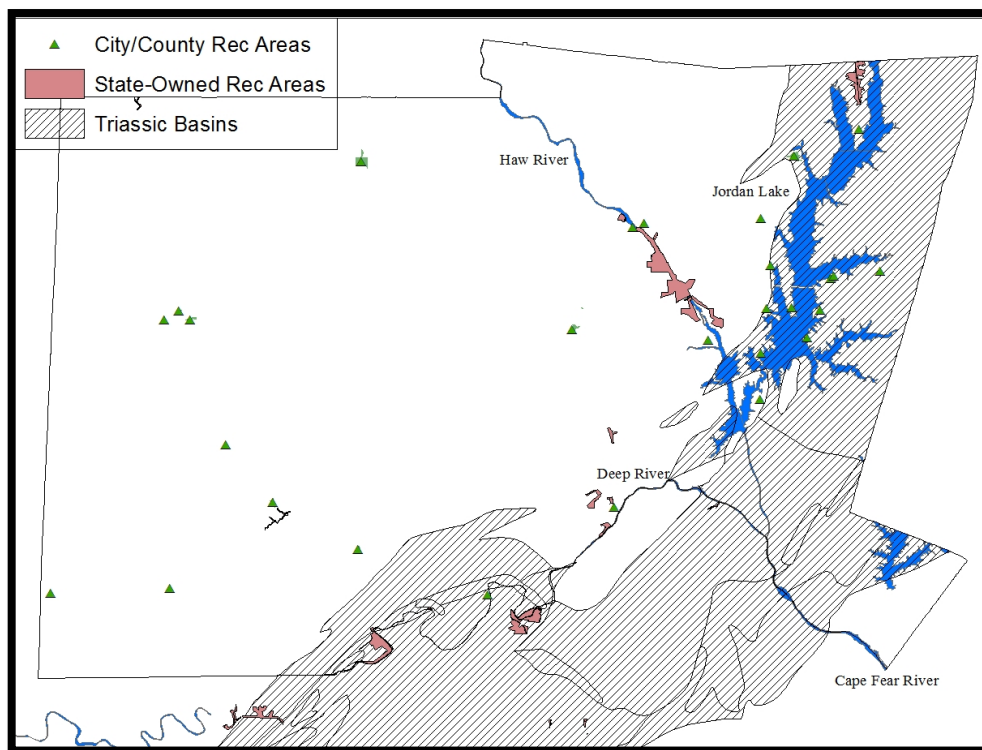 City/County Rec Areas
State-Owned Rec Areas
Triassic Basins
Haw River
Jordan Lake
Deep River
Cape Fear River